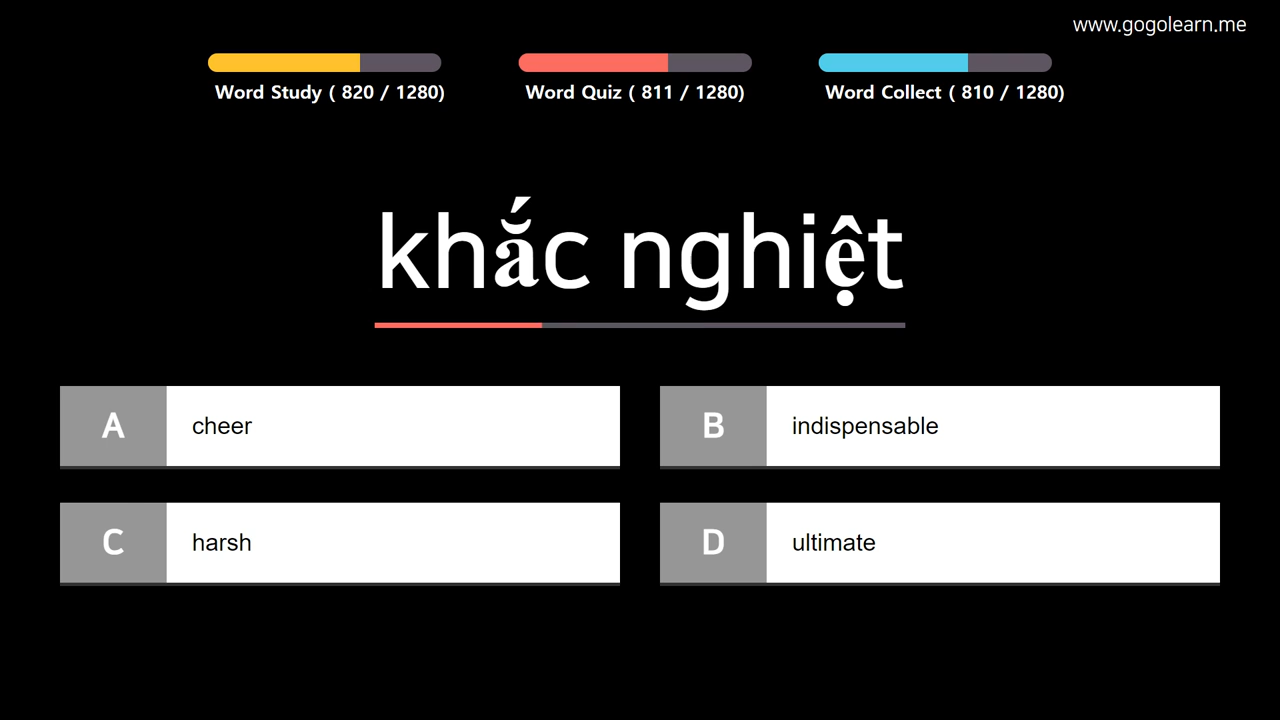 www.gogolearn.me
Word Study ( 820 / 1280)
Word Quiz ( 811 / 1280)
Word Collect ( 810 / 1280)
khắc nghiệt
A cheer
B indispensable
C harsh
D ultimate